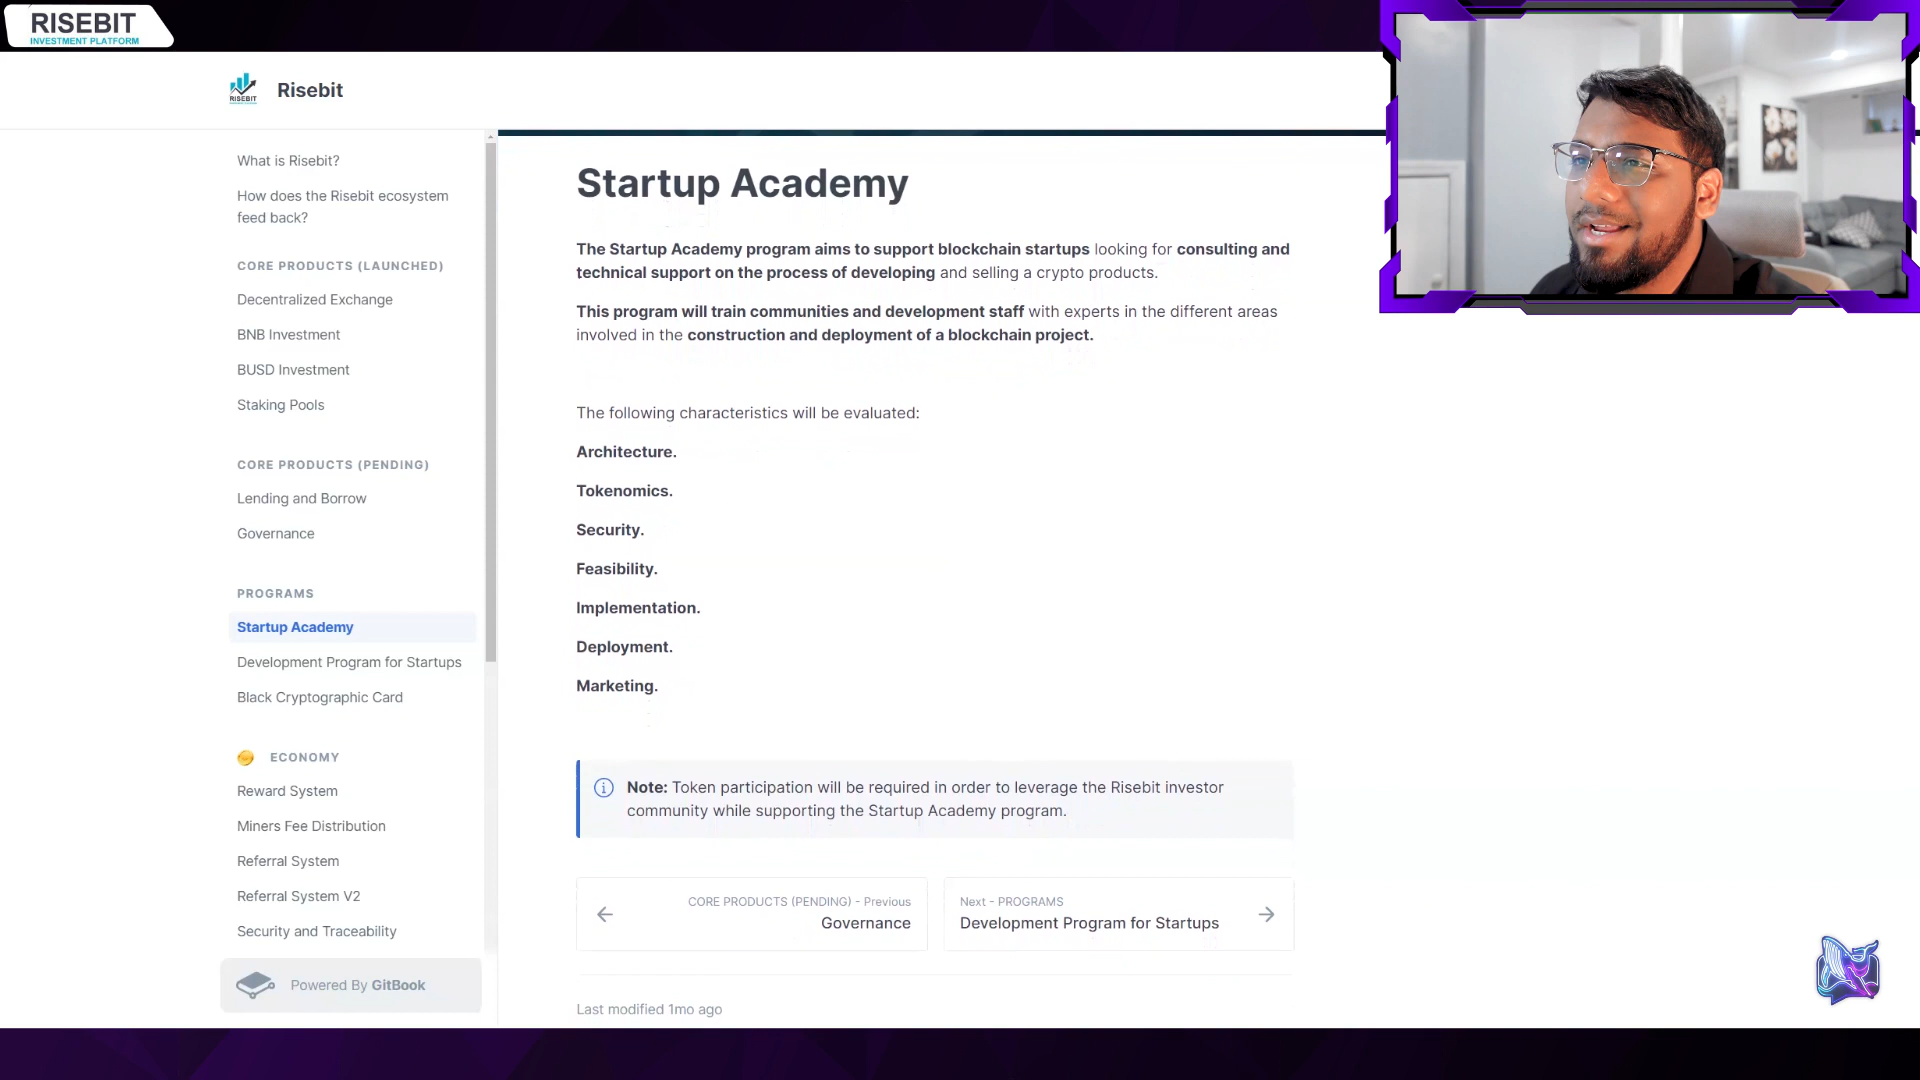 RISEBIT
INVESTMENT PLATFORM
RISEBIT
Risebit
What is Risebit?
How does the Risebit ecosystem
feed back?
CORE PRODUCTS (LAUNCHED)
Decentralized Exchange
BNB Investment
BUSD Investment
Staking Pools
CORE PRODUCTS (PENDING)
Lending and Borrow
Governance
PROGRAMS
Startup Academy
Development Program for Startups
Black Cryptographic Card
ECONOMY
Reward System
Miners Fee Distribution
Referral System
Referral System V2
Security and Traceability
Powered By GitBook
Startup Academy
The Startup Academy program aims to support blockchain startups looking for consulting and
technical support on the process of developing and selling a crypto products.
This program will train communities and development staff with experts in the different areas
involved in the construction and deployment of a blockchain project.
The following characteristics will be evaluated:
Architecture.
Tokenomics.
Security.
Feasibility.
Implementation.
Deployment.
Marketing.
Note: Token participation will be required in order to leverage the Risebit investor
community while supporting the Startup Academy program.
CORE PRODUCTS (PENDING) - Previous
Governance
Next - PROGRAMS
Development Program for Startups
Last modified 1mo ago